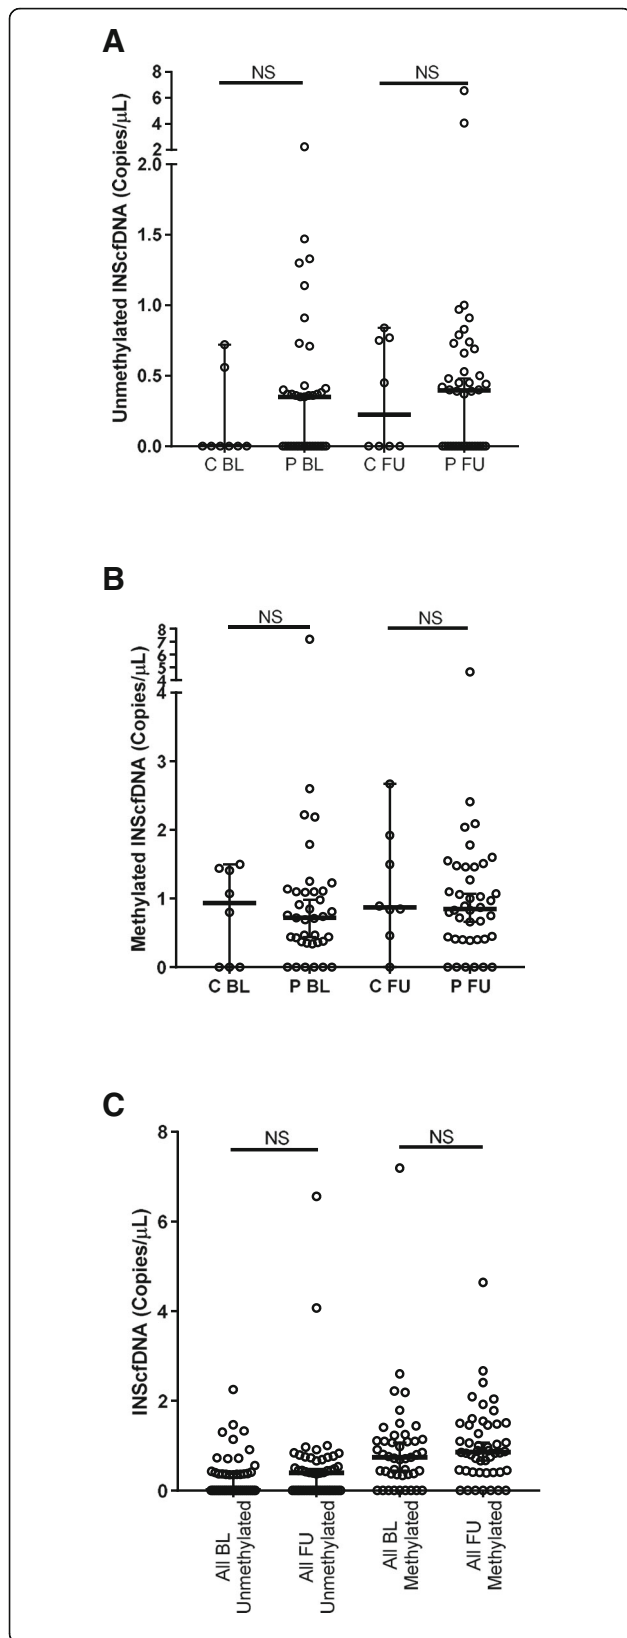 A
Unmethylated INScfDNA (Copies/µL)
NS NS
8
6
4
2
2.0
1.5
1.0
0.5
0.0
C BL P BL C FU P FU
B
Methylated INScfDNA (Copies/µL)
NS NS
8
7
6
5
4
4
3
2
1
0
C BL P BL C FU P FU
C
INScfDNA (Copies/µL)
NS NS
8
6
4
2
0
All BL
Unmethylated
All FU
Unmethylated
All BL
Methylated
All FU
Methylated